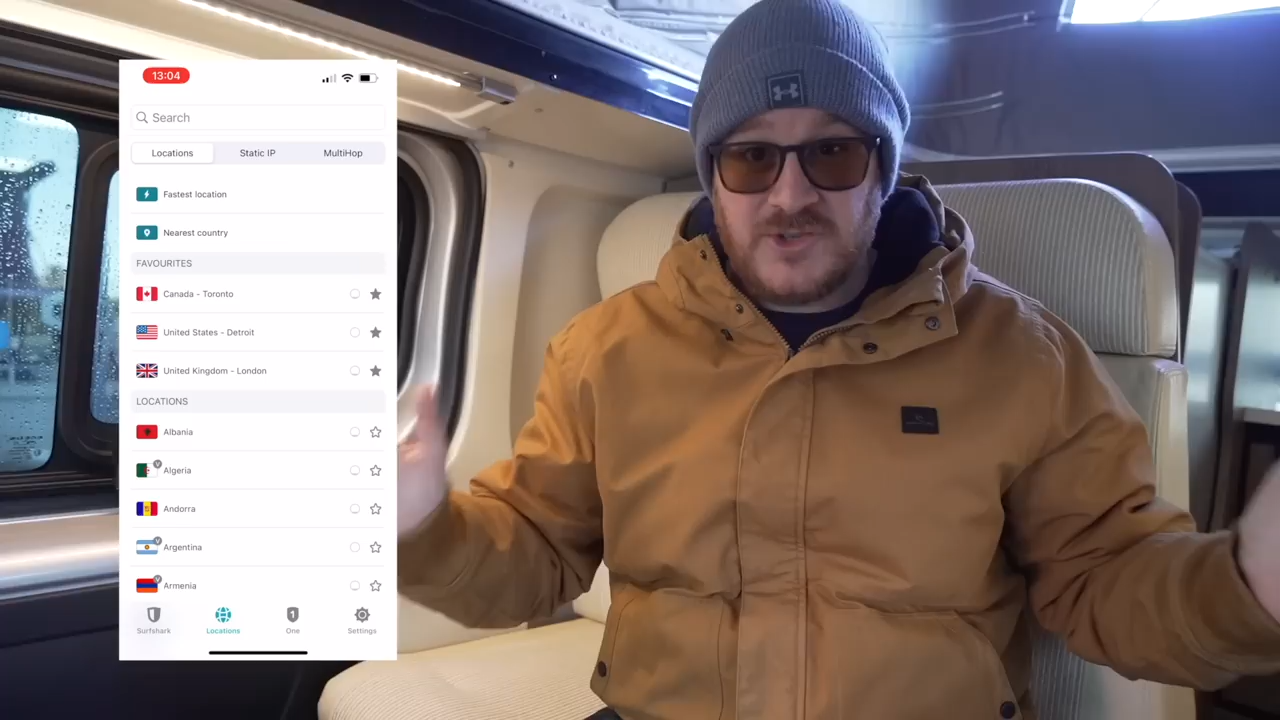 13:04
Search
Locations Static IP MultiHop
Fastest location
Nearest country
FAVOURITES
Canada - Toronto
United States - Detroit
United Kingdom - London
LOCATIONS
Albania
V
Algeria
Andorra
V
Argentina
V
Armenia
1
Surfshark Locations One Settings